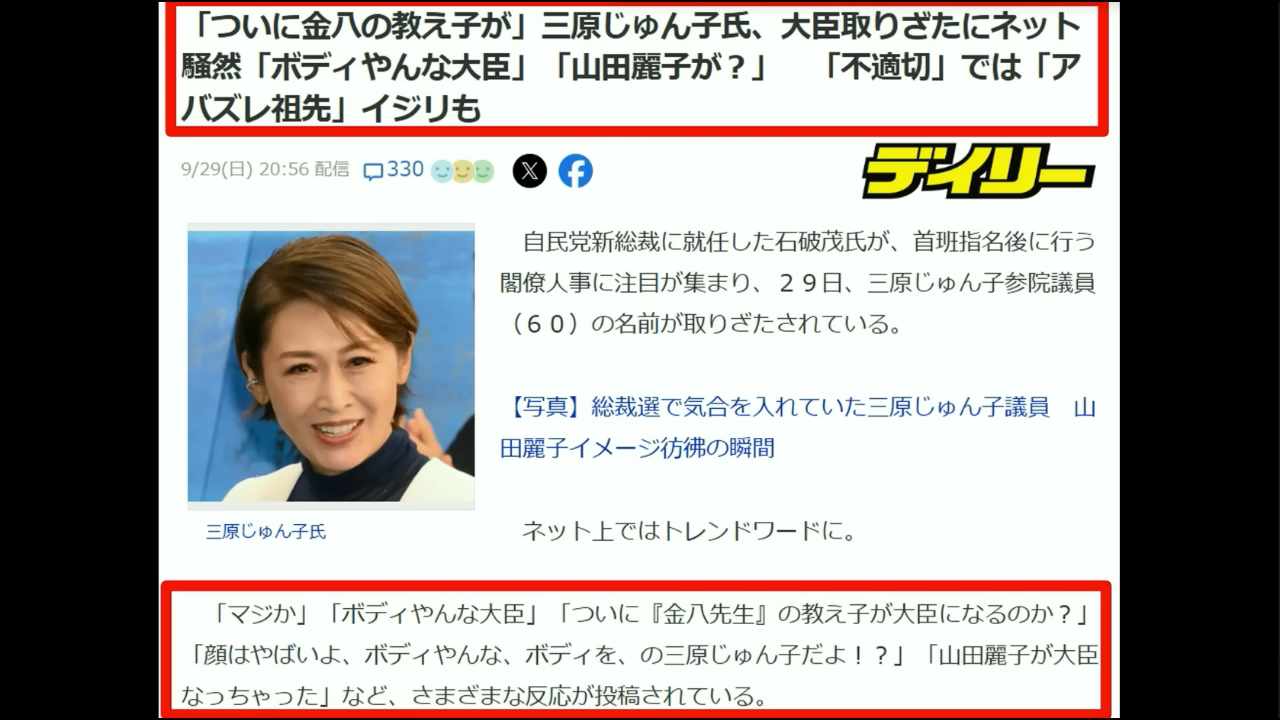 「ついに金八の教え子が」三原じゅん子氏、大臣取りざたにネット
騒然「ボディやんな大臣」「山田麗子が？」　「不適切」では「ア
バズレ祖先」イジリも
9/29(日) 20:56 配信 330
デイリー
自民党新総裁に就任した石破茂氏が、首班指名後に行う
閣僚人事に注目が集まり、２９日、三原じゅん子参院議員
（６０）の名前が取りざたされている。
【写真】総裁選で気合を入れていた三原じゅん子議員　山
田麗子イメージ彷彿の瞬間
三原じゅん子氏
ネット上ではトレンドワードに。
「マジか」「ボディやんな大臣」「ついに『金八先生』の教え子が大臣になるのか？」
「顔はやばいよ、ボディやんな、ボディを、の三原じゅん子だよ！？」「山田麗子が大臣
なっちゃった」など、さまざまな反応が投稿されている。